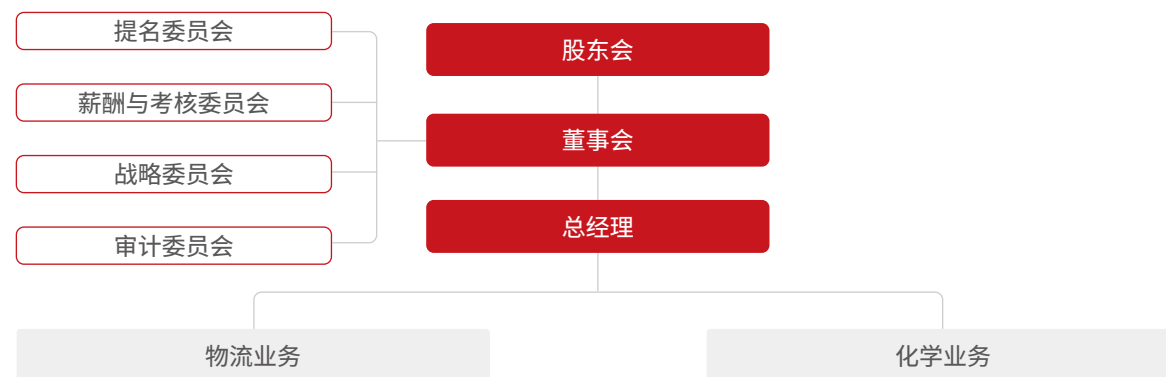 提名委员会
薪酬与考核委员会
战略委员会
审计委员会
股东会
董事会
总经理
物流业务
化学业务